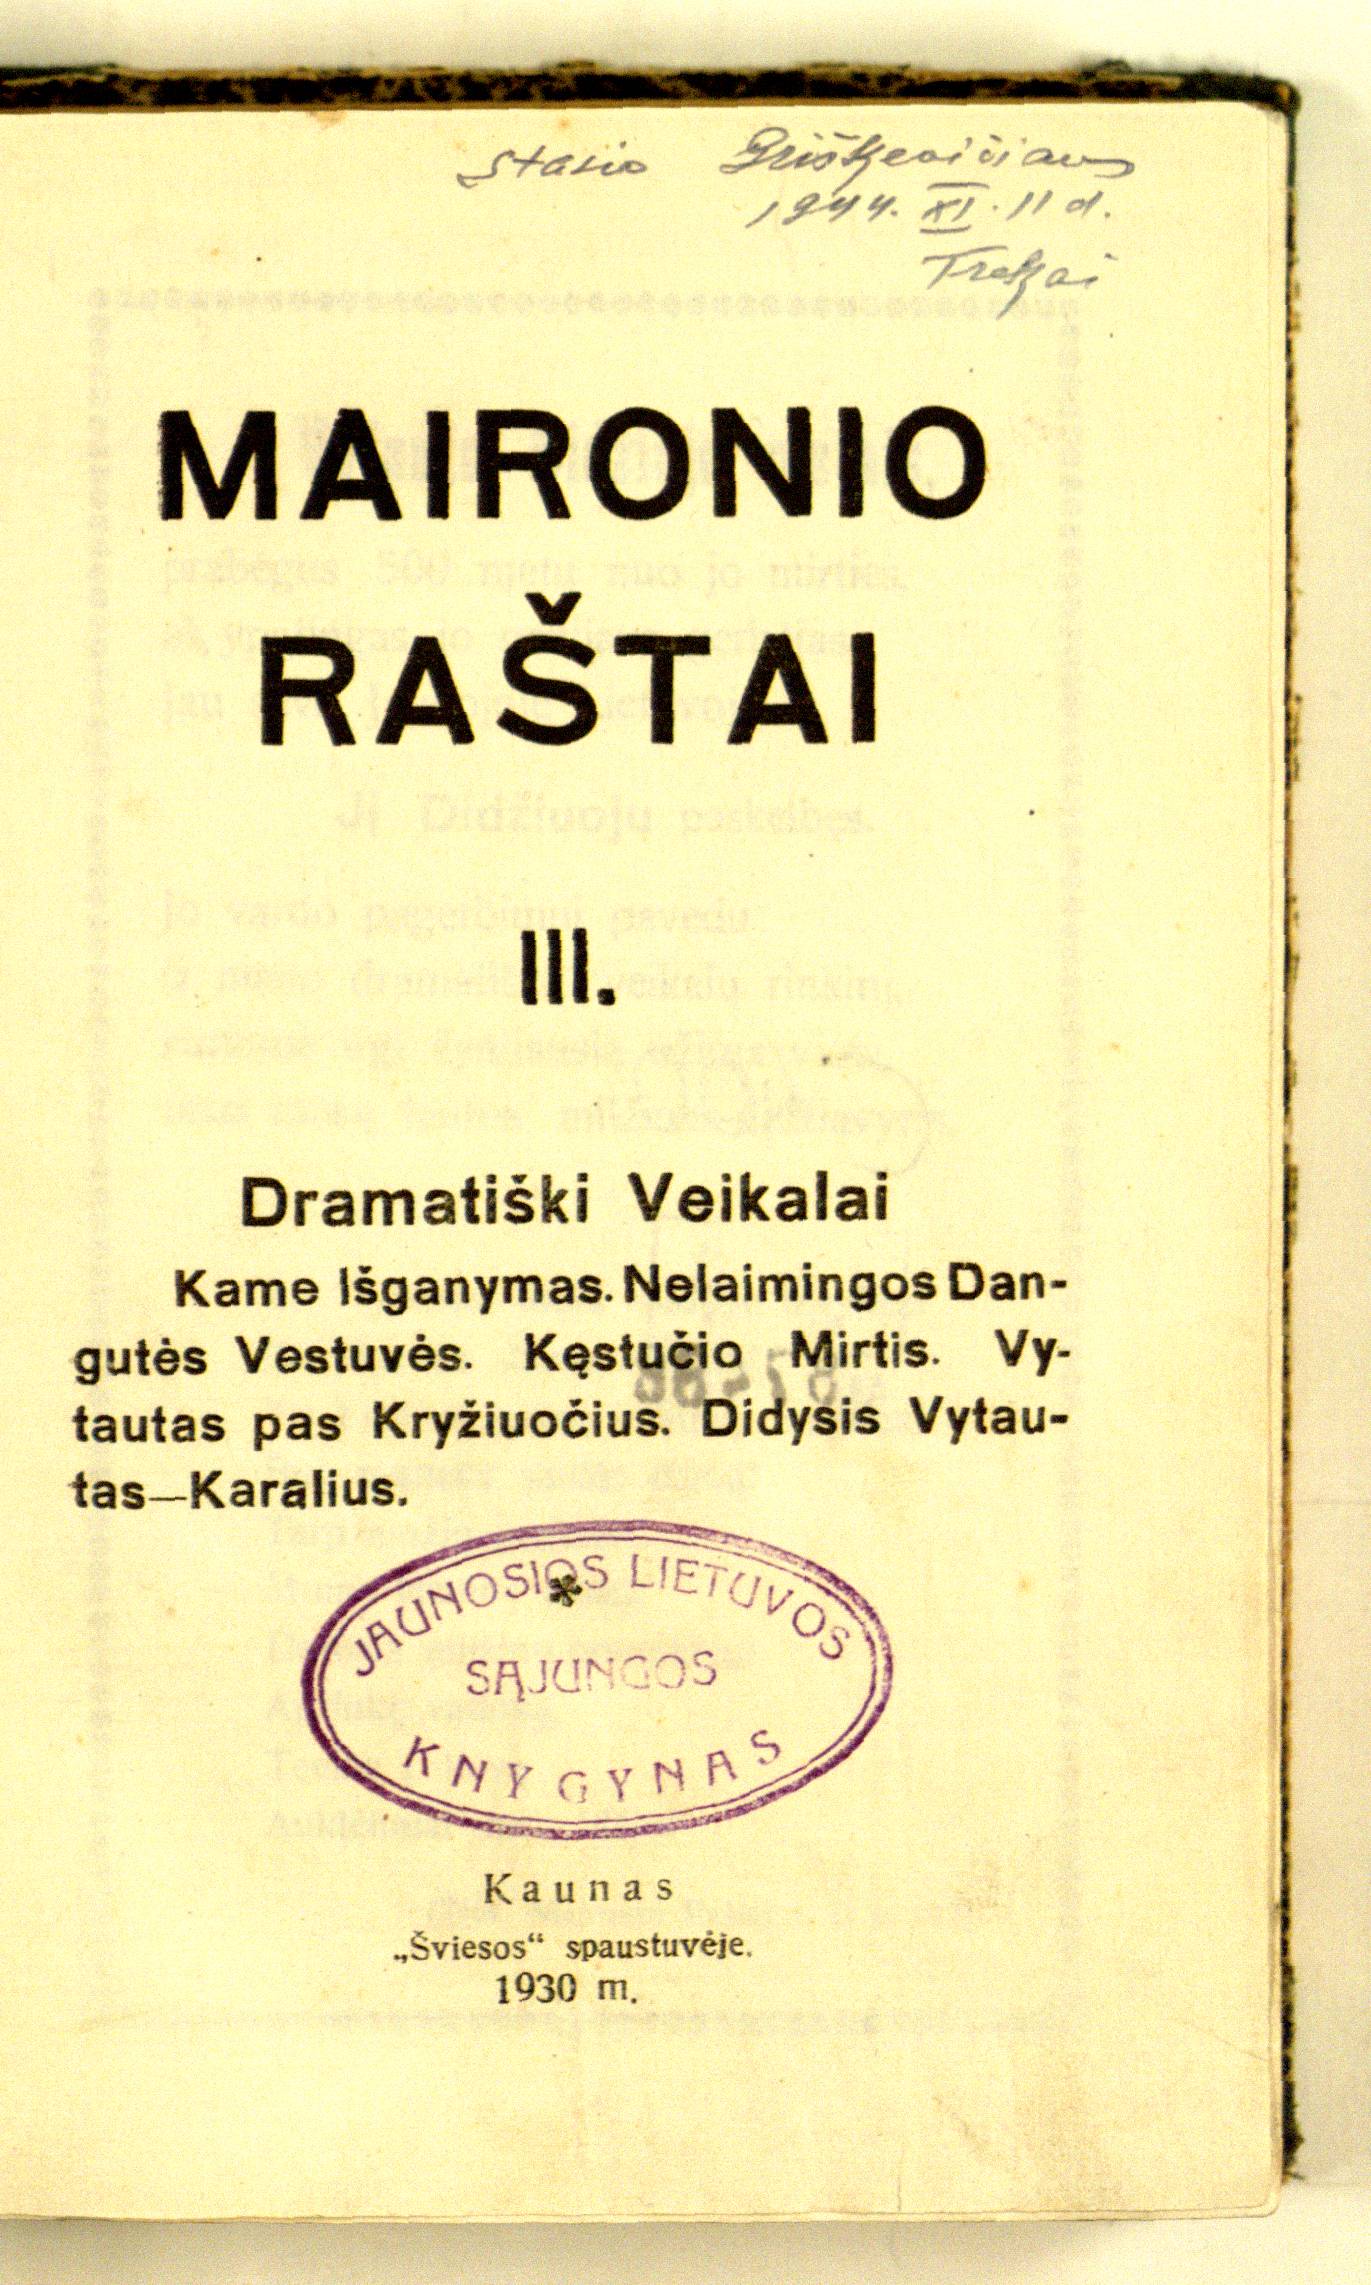 Stasio Griškevičiaus
1944. XI. 11 d.
Trakai
MAIRONIO
RAŠTAI
III.
Dramatiški Veikalai
Kame Išganymas. Nelaimingos Dan-
gutės Vestuvės. Kęstučio Mirtis. Vy-
tautas pas Kryžiuočius. Didysis Vytau-
tas—Karalius.
JAUNOSIOS LIETUVOS
SĄJUNGOS
KNYGYNAS
Kaunas
„Šviesos“ spaustuvėje.
1930 m.